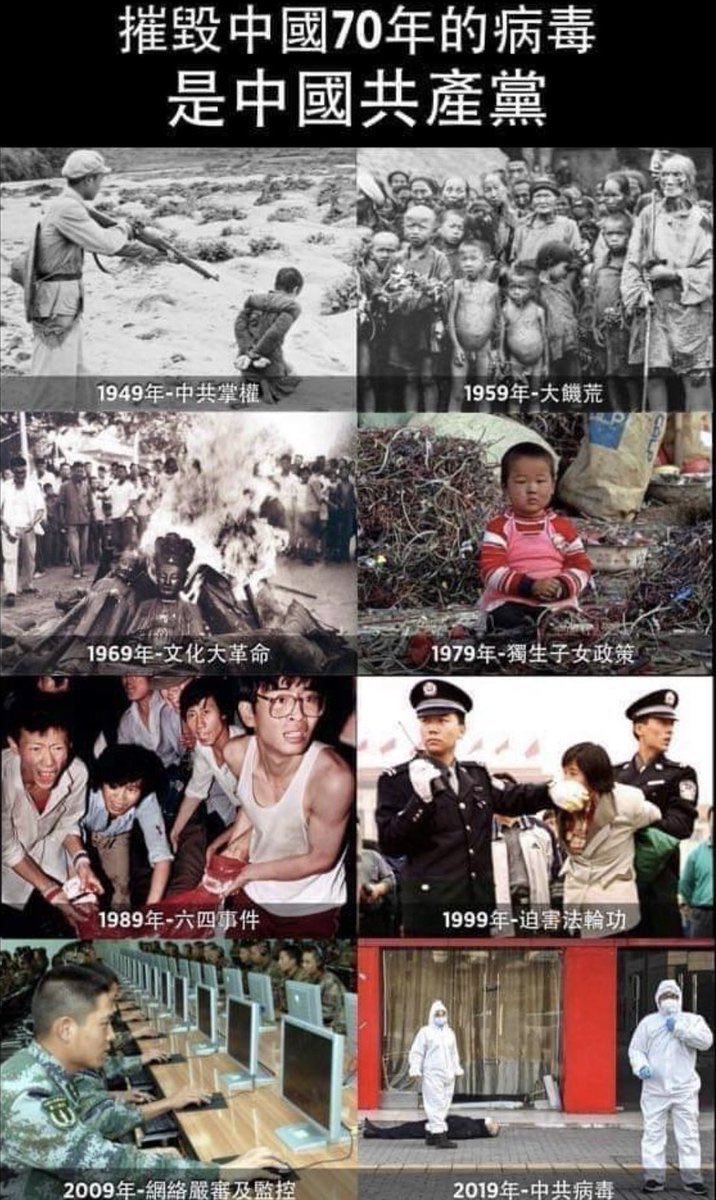 摧毀中國70年的病毒
是中國共產黨
1949年-中共掌權
1959年-大饑荒
1969年-文化大革命
1979年-獨生子女政策
1989年-六四事件
1999年-迫害法輪功
2009年-網絡嚴審及監控
2019年-中共病毒